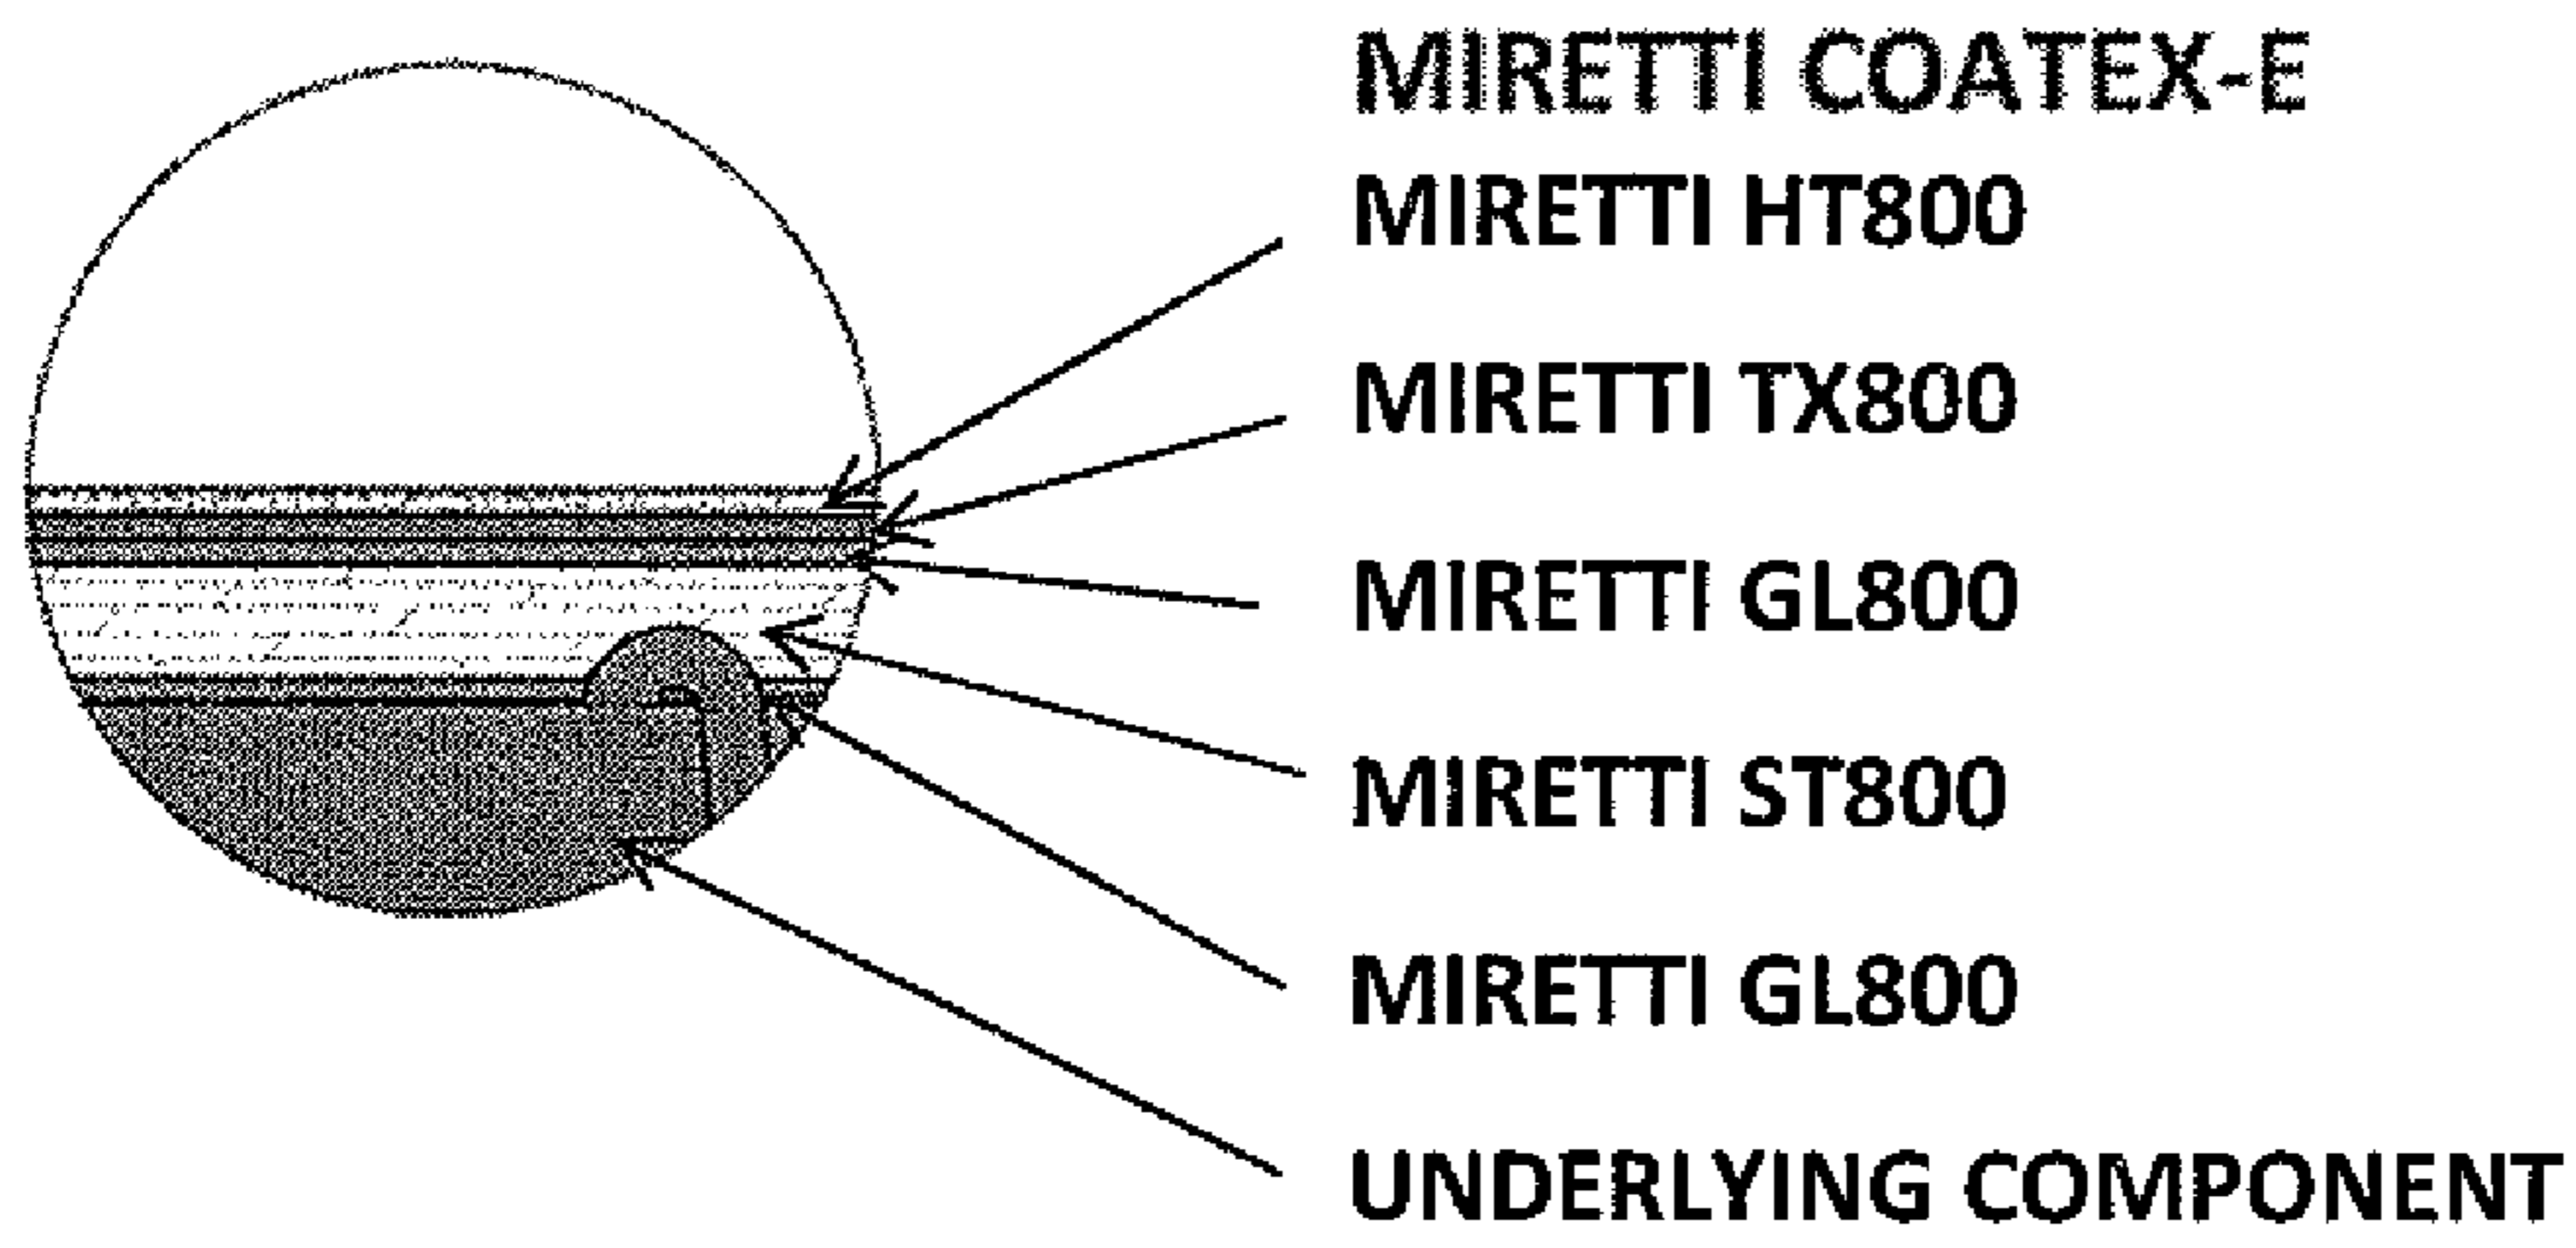 MIRETTI COATEX-E
MIRETTI HT800
MIRETTI TX800
MIRETTI GL800
MIRETTI ST800
MIRETTI GL800
UNDERLYING COMPONENT